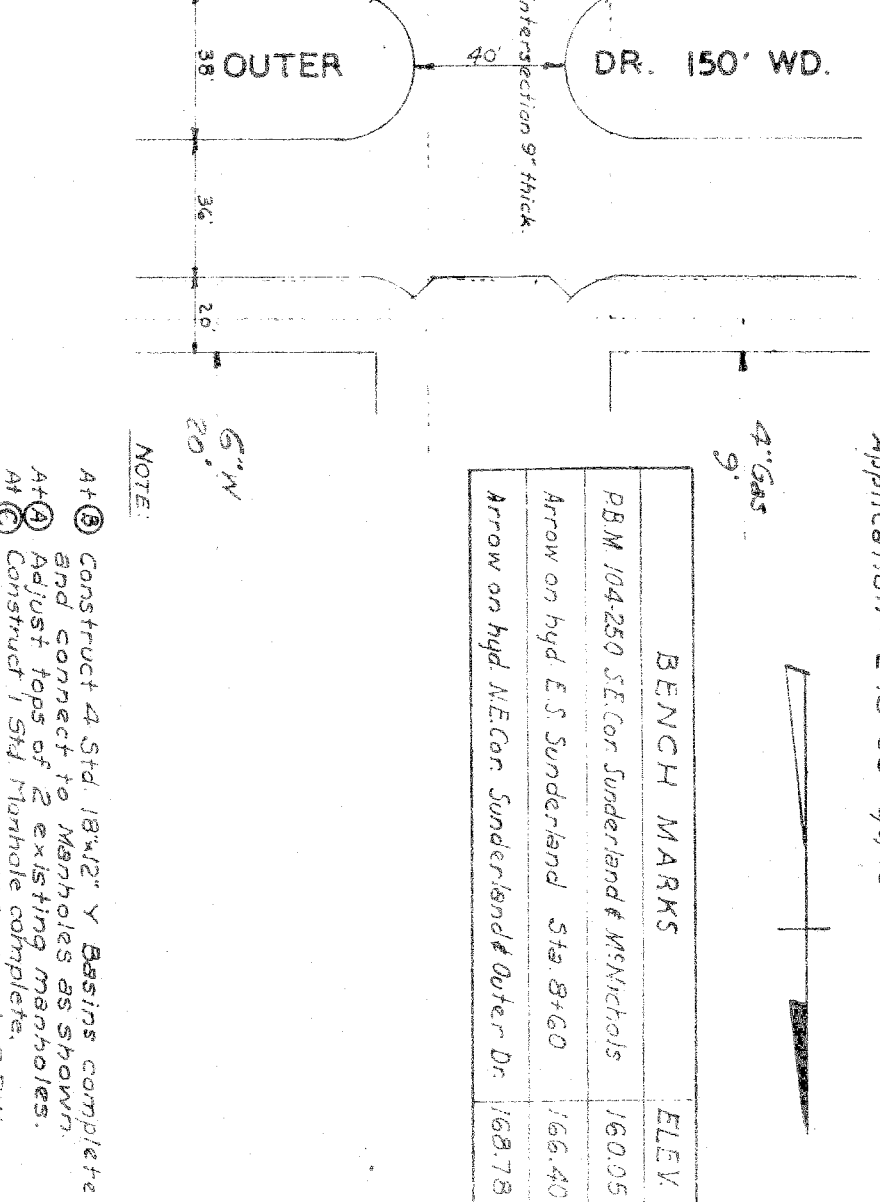 OUTER DR. 150' WD.
38'
40'
36'
20'
Intersection 9" thick.
4" Gas
9'
6" W
20'
BENCH MARKS ELEV.
P.B.M. 104-250 S.E. Cor. Sunderland & McNichols 160.05
Arrow on hyd. E.S. Sunderland Sta. 8+60 166.40
Arrow on hyd. N.E. Cor. Sunderland & Outer Dr. 168.78
NOTE:
At B Construct 4 Std. 18"x12" Y Basins complete
and connect to Manholes as shown.
At A Adjust tops of 2 existing manholes.
At C Construct 1 Std. Manhole complete.